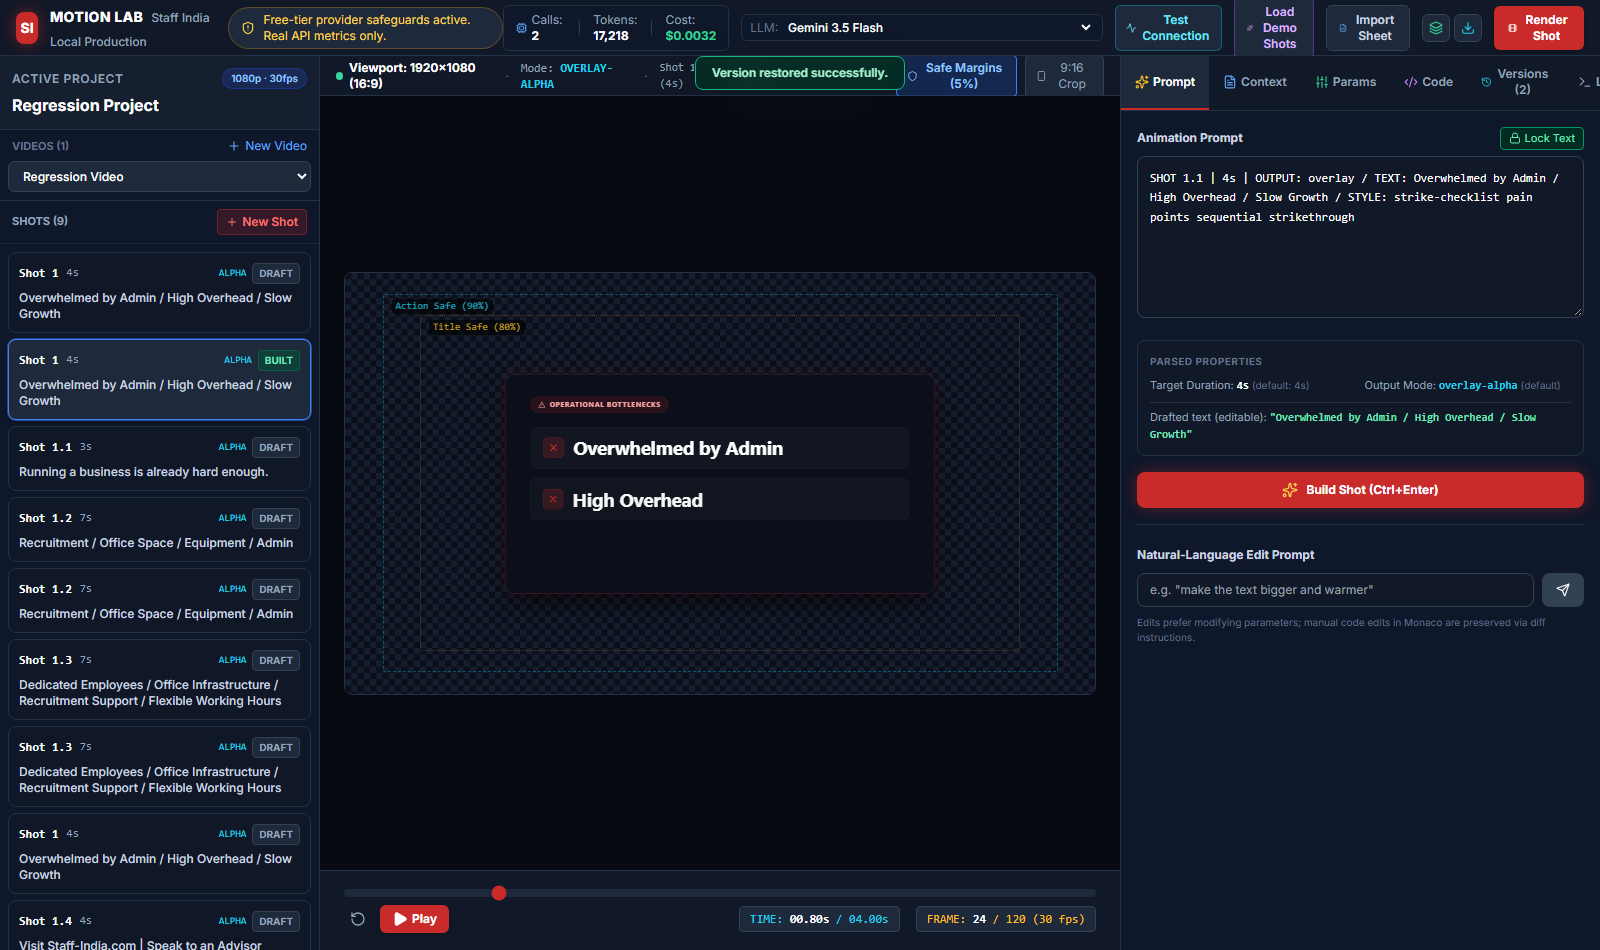 SI
MOTION LAB Staff India
Local Production
Free-tier provider safeguards active.
Real API metrics only.
Calls:
2
Tokens:
17,218
Cost:
$0.0032
LLM: Gemini 3.5 Flash
Test
Connection
Load
Demo
Shots
Import
Sheet
Render
Shot
ACTIVE PROJECT
1080p · 30fps
Regression Project
VIDEOS (1)
+ New Video
Regression Video
SHOTS (9)
+ New Shot
Shot 1 4s ALPHA DRAFT
Overwhelmed by Admin / High Overhead / Slow
Growth
Shot 1 4s ALPHA BUILT
Overwhelmed by Admin / High Overhead / Slow
Growth
Shot 1.1 3s ALPHA DRAFT
Running a business is already hard enough.
Shot 1.2 7s ALPHA DRAFT
Recruitment / Office Space / Equipment / Admin
Shot 1.2 7s ALPHA DRAFT
Recruitment / Office Space / Equipment / Admin
Shot 1.3 7s ALPHA DRAFT
Dedicated Employees / Office Infrastructure /
Recruitment Support / Flexible Working Hours
Shot 1.3 7s ALPHA DRAFT
Dedicated Employees / Office Infrastructure /
Recruitment Support / Flexible Working Hours
Shot 1 4s ALPHA DRAFT
Overwhelmed by Admin / High Overhead / Slow
Growth
Shot 1.4 4s ALPHA DRAFT
Visit Staff-India.com | Speak to an Advisor
Viewport: 1920×1080
(16:9)
· Mode: OVERLAY-
ALPHA
· Shot 1
(4s)
Version restored successfully.
Safe Margins
(5%)
9:16
Crop
Action Safe (90%)
Title Safe (80%)
OPERATIONAL BOTTLENECKS
Overwhelmed by Admin
High Overhead
Play
TIME: 00.80s / 04.00s
FRAME: 24 / 120 (30 fps)
Prompt
Context
Params
Code
Versions
(2)
Animation Prompt
Lock Text
SHOT 1.1 | 4s | OUTPUT: overlay / TEXT: Overwhelmed by Admin /
High Overhead / Slow Growth / STYLE: strike-checklist pain
points sequential strikethrough
PARSED PROPERTIES
Target Duration: 4s (default: 4s)
Output Mode: overlay-alpha (default)
Drafted text (editable): "Overwhelmed by Admin / High Overhead / Slow
Growth"
Build Shot (Ctrl+Enter)
Natural-Language Edit Prompt
e.g. "make the text bigger and warmer"
Edits prefer modifying parameters; manual code edits in Monaco are preserved via diff
instructions.